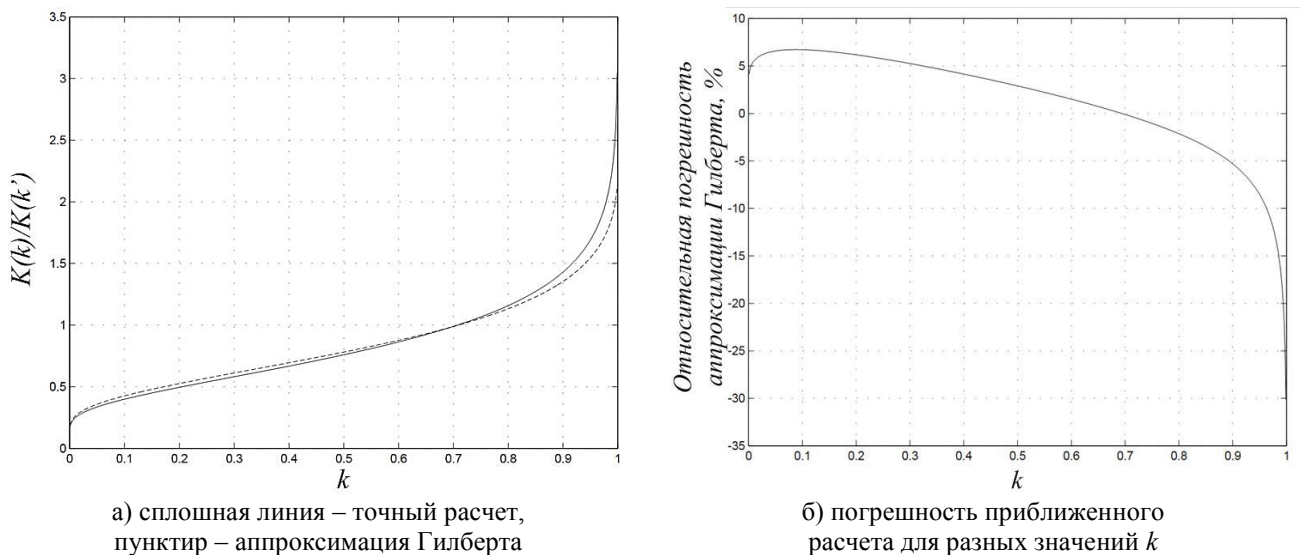 3.5
3
2.5
2
1.5
1
0.5
0
0 0.1 0.2 0.3 0.4 0.5 0.6 0.7 0.8 0.9 1
K(k)/K(k’)
k
а) сплошная линия – точный расчет,
пунктир – аппроксимация Гилберта
10
5
0
-5
-10
-15
-20
-25
-30
-35
0 0.1 0.2 0.3 0.4 0.5 0.6 0.7 0.8 0.9 1
Относительная погрешность
аппроксимации Гилберта, %
k
б) погрешность приближенного
расчета для разных значений k